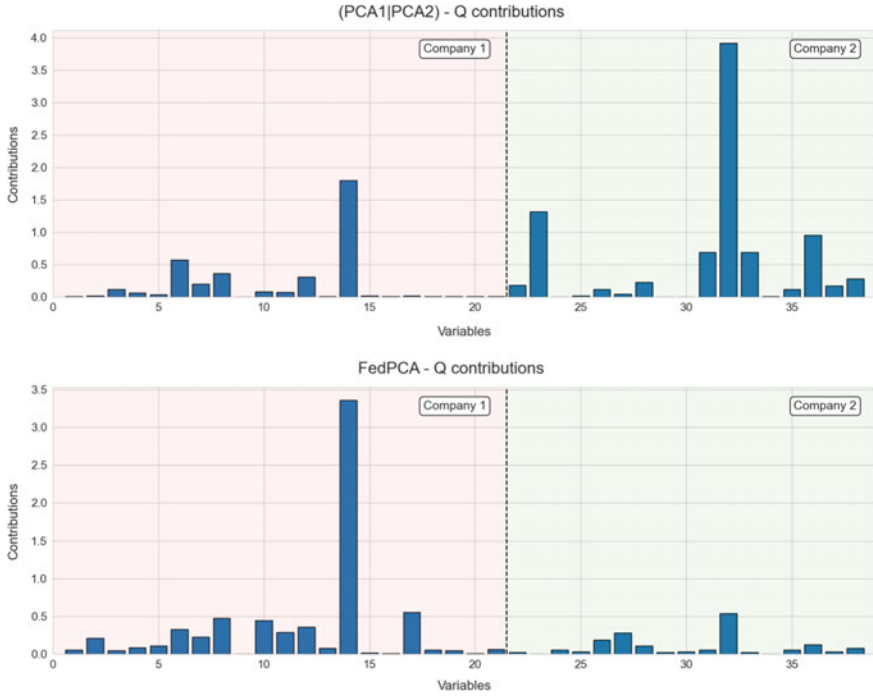 (PCA1|PCA2) - Q contributions
Company 1
Company 2
4.0
3.5
3.0
2.5
2.0
1.5
1.0
0.5
0.0
Contributions
0 5 10 15 20 25 30 35
Variables
FedPCA - Q contributions
Company 1
Company 2
3.5
3.0
2.5
2.0
1.5
1.0
0.5
0.0
Contributions
0 5 10 15 20 25 30 35
Variables